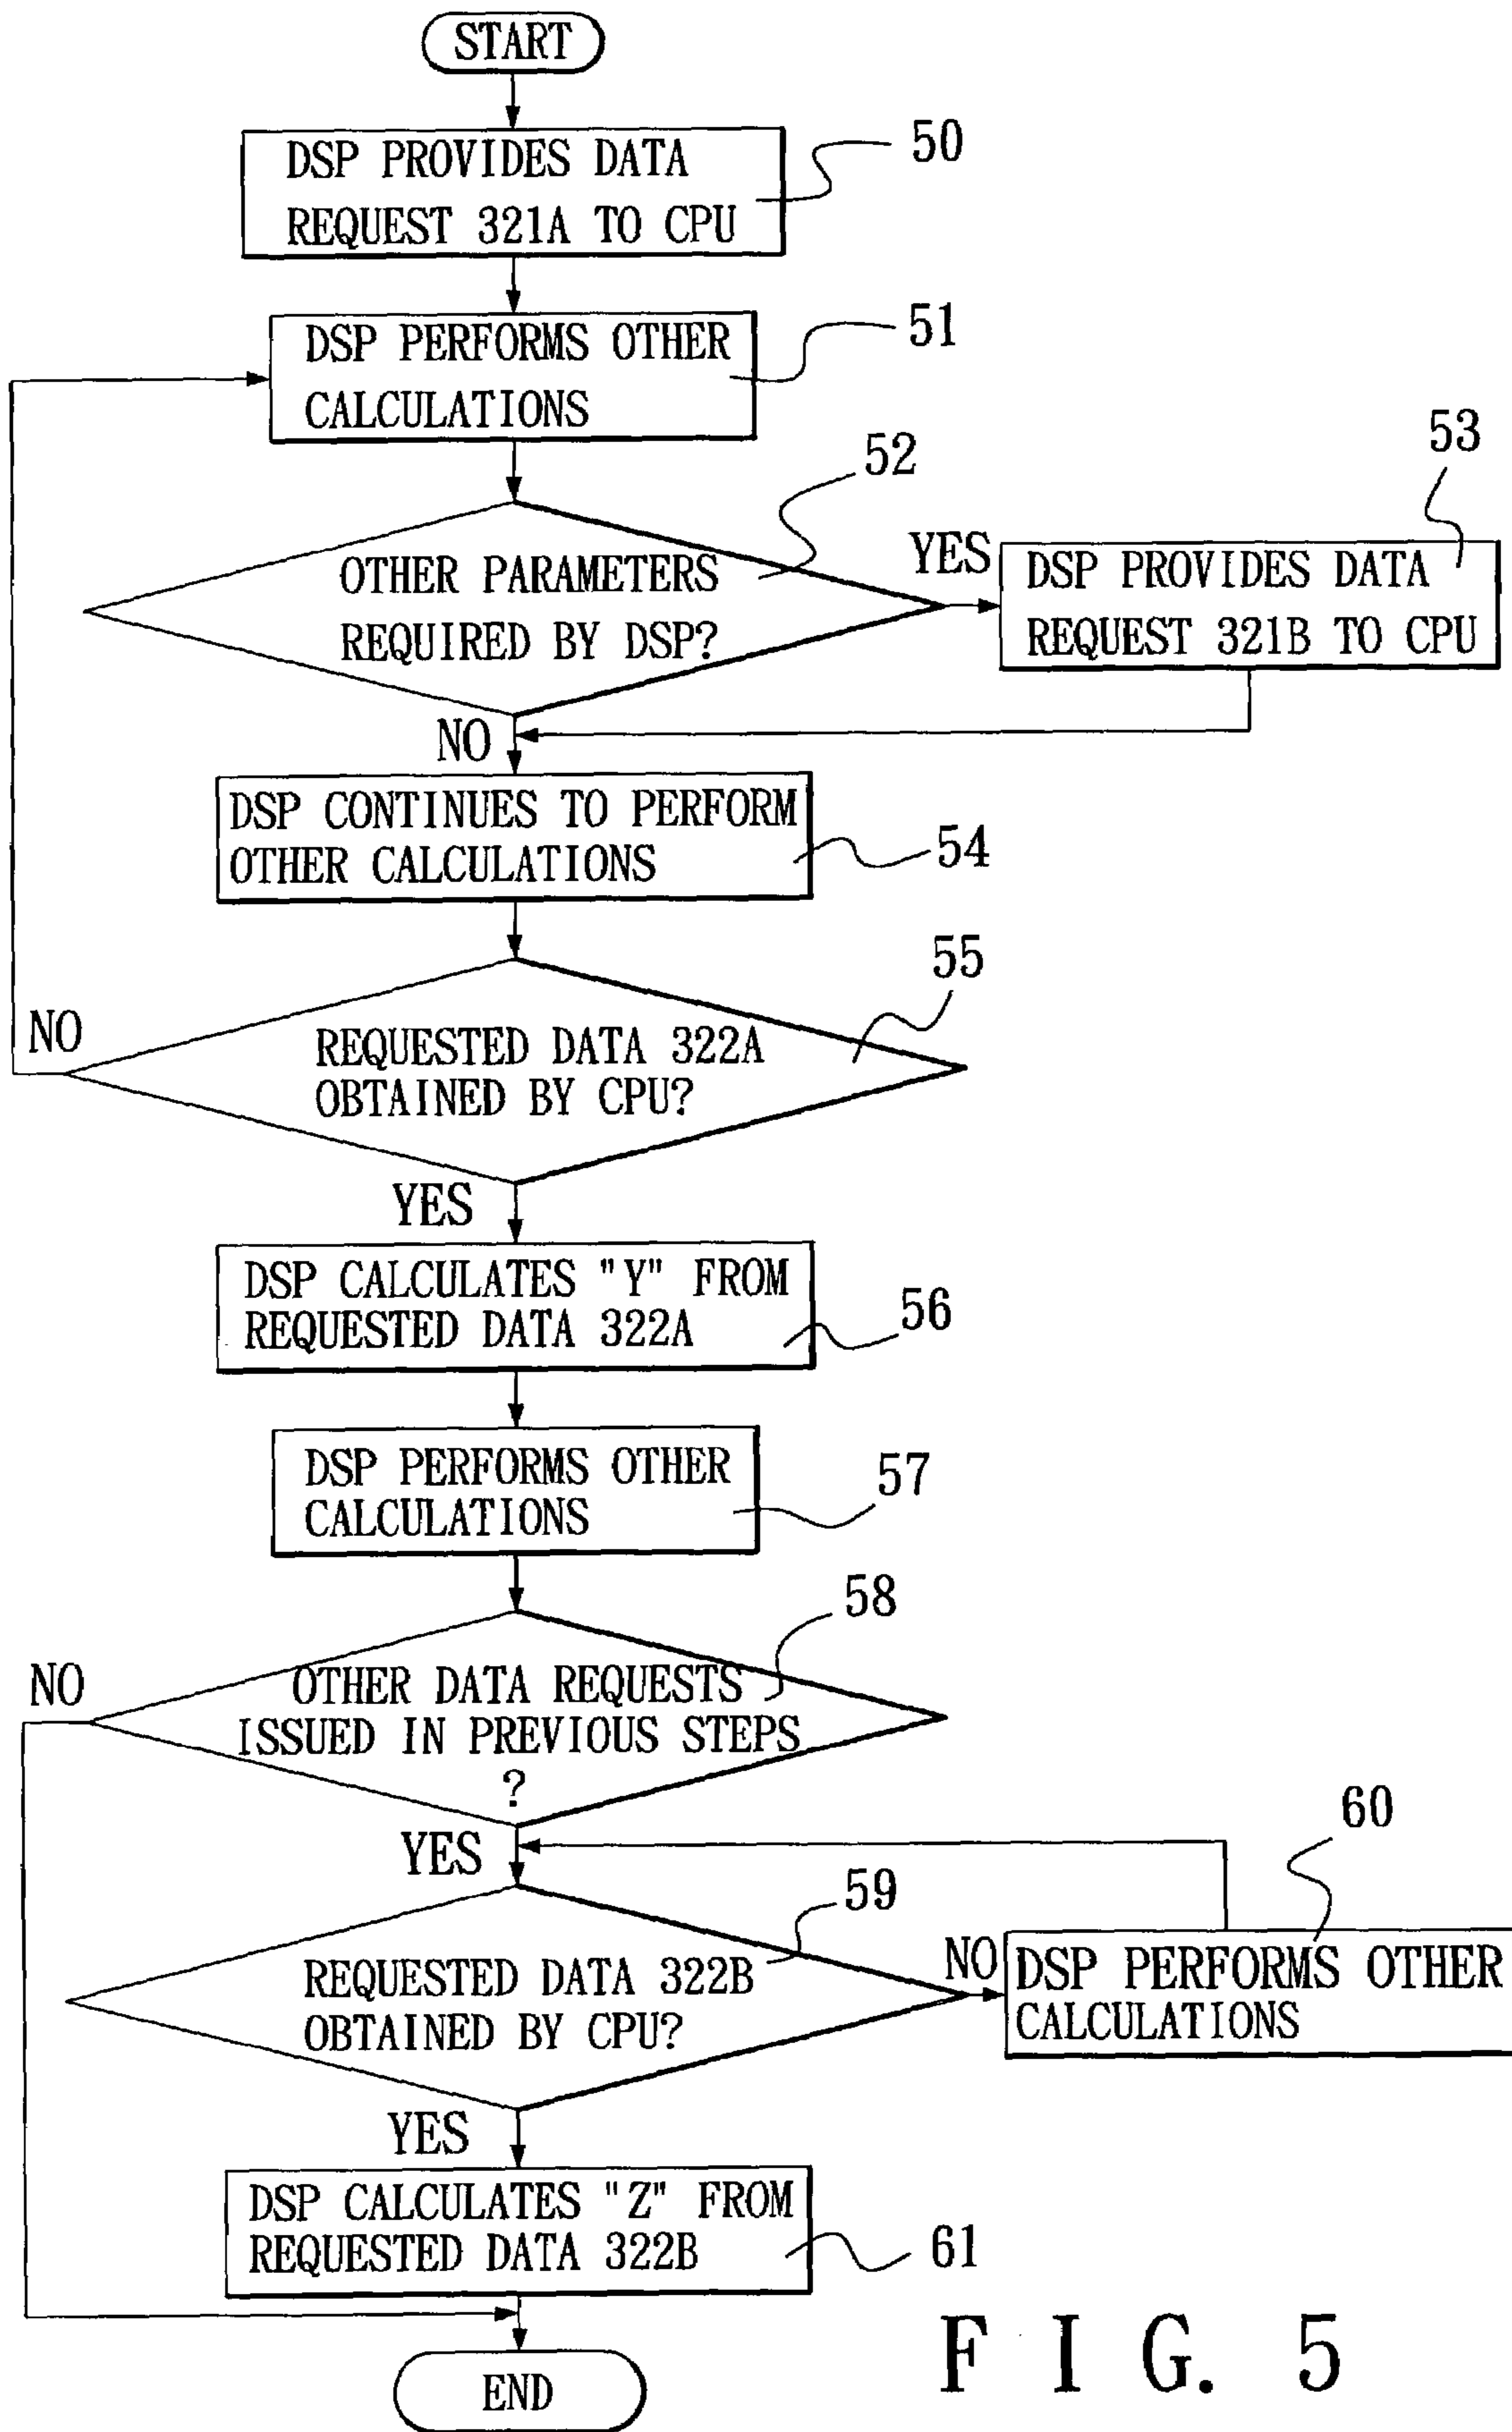 START
DSP PROVIDES DATA
REQUEST 321A TO CPU
50
DSP PERFORMS OTHER
CALCULATIONS
51
OTHER PARAMETERS
REQUIRED BY DSP?
52
YES
DSP PROVIDES DATA
REQUEST 321B TO CPU
53
NO
DSP CONTINUES TO PERFORM
OTHER CALCULATIONS
54
REQUESTED DATA 322A
OBTAINED BY CPU?
55
NO
YES
DSP CALCULATES "Y" FROM
REQUESTED DATA 322A
56
DSP PERFORMS OTHER
CALCULATIONS
57
OTHER DATA REQUESTS
ISSUED IN PREVIOUS STEPS
?
58
NO
YES
REQUESTED DATA 322B
OBTAINED BY CPU?
59
NO
DSP PERFORMS OTHER
CALCULATIONS
60
YES
DSP CALCULATES "Z" FROM
REQUESTED DATA 322B
61
END
FIG. 5